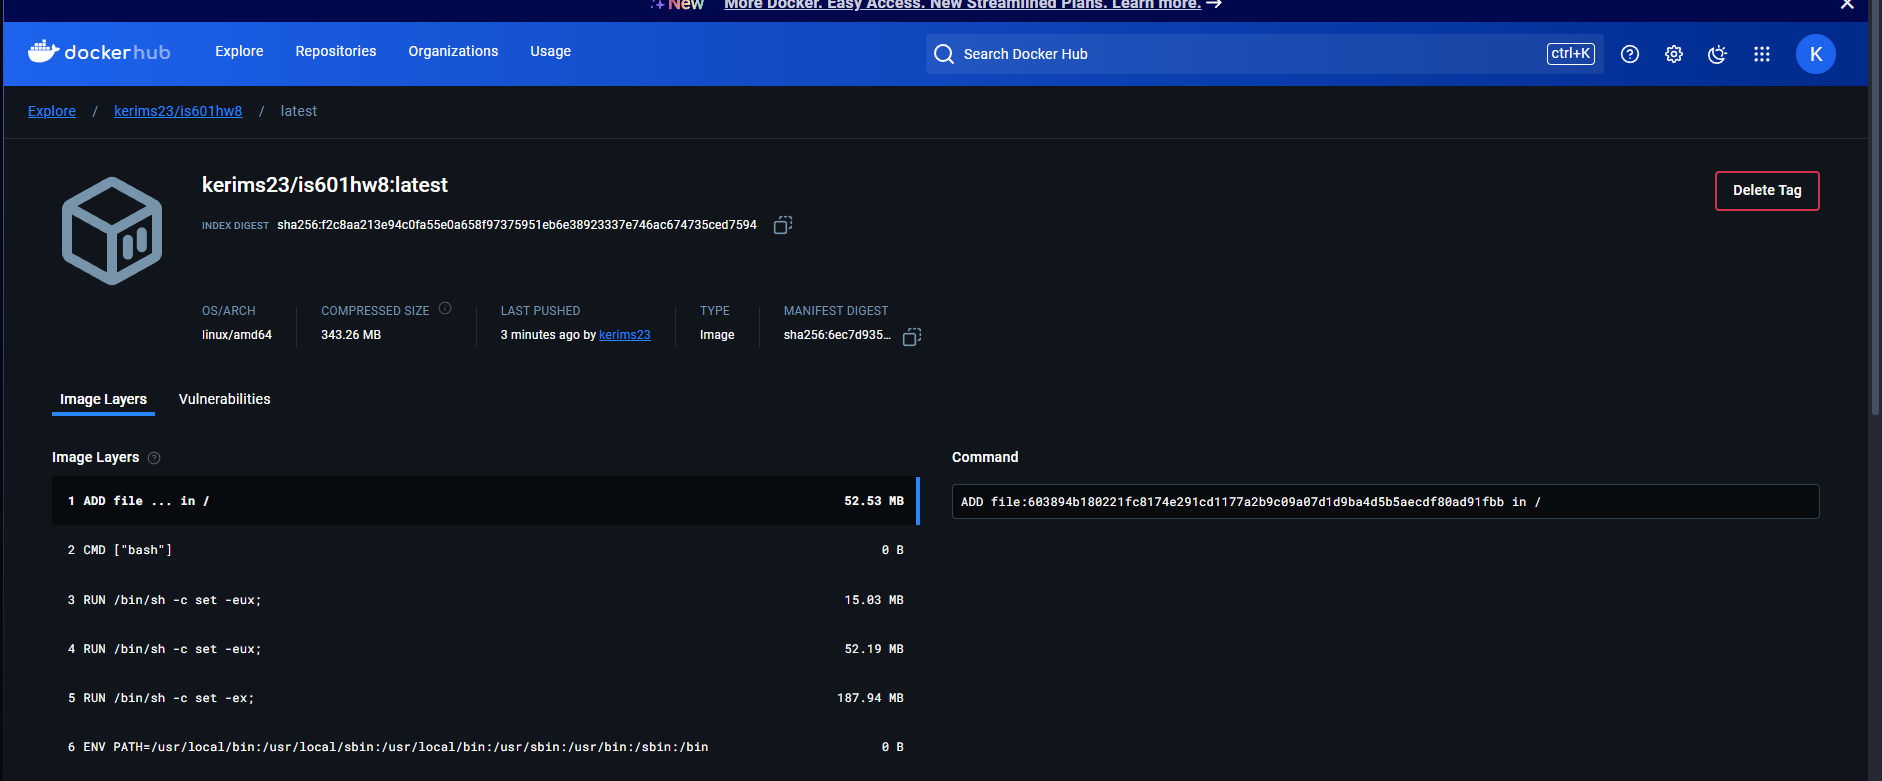 New More Docker. Easy Access. New Streamlined Plans. Learn more. →
dockerhub Explore Repositories Organizations Usage Search Docker Hub ctrl+K K
Explore / kerims23/is601hw8 / latest
kerims23/is601hw8:latest
Delete Tag
INDEX DIGEST sha256:f2c8aa213e94c0fa55e0a658f97375951eb6e38923337e746ac674735ced7594
OS/ARCH COMPRESSED SIZE LAST PUSHED TYPE MANIFEST DIGEST
linux/amd64 343.26 MB 3 minutes ago by kerims23 Image sha256:6ec7d935...
Image Layers Vulnerabilities
Image Layers Command
1 ADD file ... in / 52.53 MB
ADD file:603894b180221fc8174e291cd1177a2b9c09a07d1d9ba4d5b5aecdf80ad91fbb in /
2 CMD ["bash"] 0 B
3 RUN /bin/sh -c set -eux; 15.03 MB
4 RUN /bin/sh -c set -eux; 52.19 MB
5 RUN /bin/sh -c set -ex; 187.94 MB
6 ENV PATH=/usr/local/bin:/usr/local/sbin:/usr/local/bin:/usr/sbin:/usr/bin:/sbin:/bin 0 B